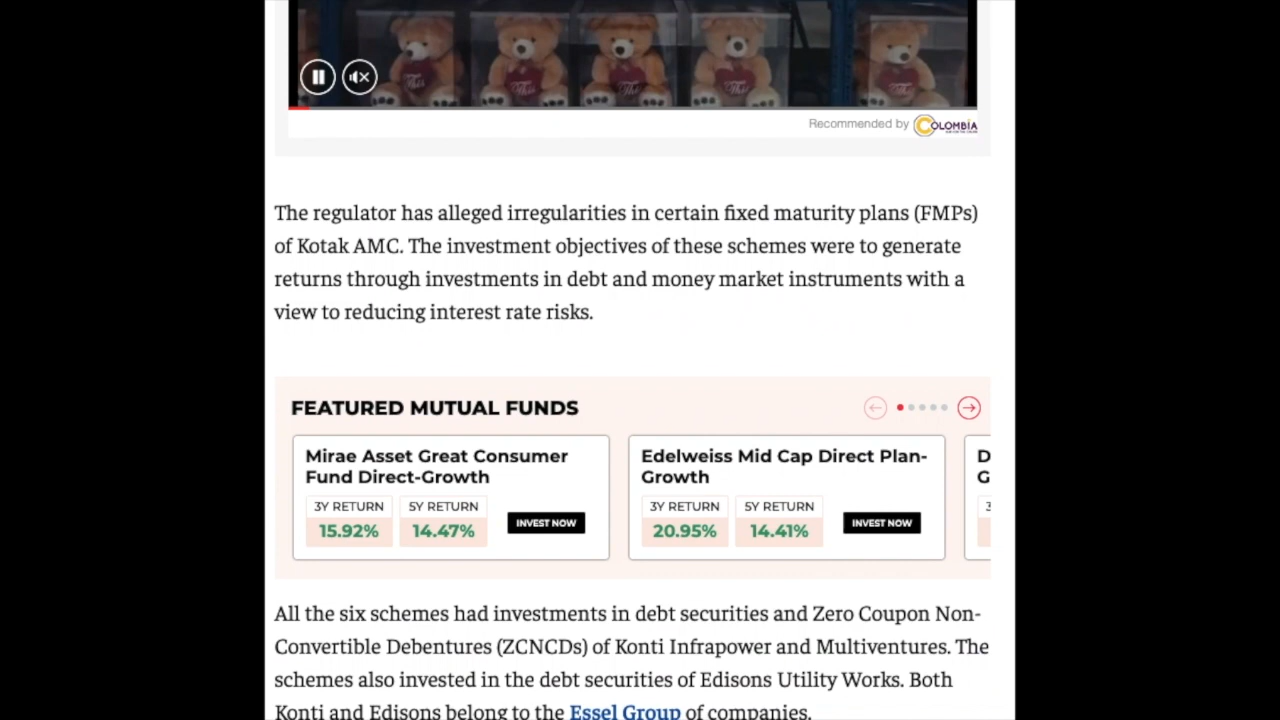 Recommended by COLOMBIA
The regulator has alleged irregularities in certain fixed maturity plans (FMPs)
of Kotak AMC. The investment objectives of these schemes were to generate
returns through investments in debt and money market instruments with a
view to reducing interest rate risks.
FEATURED MUTUAL FUNDS
Mirae Asset Great Consumer
Fund Direct-Growth
3Y RETURN 5Y RETURN
15.92% 14.47%
INVEST NOW
Edelweiss Mid Cap Direct Plan-
Growth
3Y RETURN 5Y RETURN
20.95% 14.41%
INVEST NOW
D
G
3
All the six schemes had investments in debt securities and Zero Coupon Non-
Convertible Debentures (ZCNCDs) of Konti Infrapower and Multiventures. The
schemes also invested in the debt securities of Edisons Utility Works. Both
Konti and Edisons belong to the Essel Group of companies.